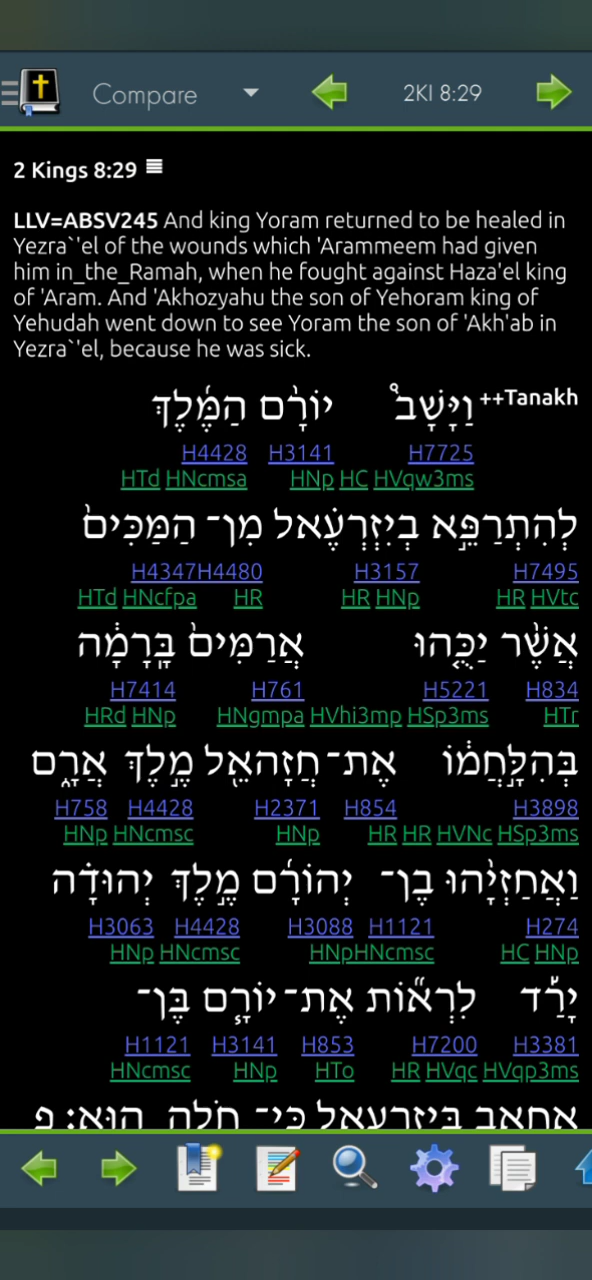 Compare 2KI 8:29
2 Kings 8:29
LLV=ABSV245 And king Yoram returned to be healed in
Yezra`'el of the wounds which 'Arammeem had given
him in_the_Ramah, when he fought against Haza'el king
of 'Aram. And 'Akhozyahu the son of Yehoram king of
Yehudah went down to see Yoram the son of 'Akh'ab in
Yezra`'el, because he was sick.
++Tanakh וַיָּשָׁב֩ יוֹרָ֨ם הַמֶּ֜לֶךְ
H4428 H3141 H7725
HTd HNcmsa HNp HC HVqw3ms
לְהִתְרַפֵּ֣א בְיִזְרְעֶ֗אל מִן־ הַמַּכִּים֙
H4347H4480 H3157 H7495
HTd HNcfpa HR HR HNp HR HVtc
אֲשֶׁ֨ר יַכֻּ֤הוּ אֲרַמִּים֙ בָּֽרָמָ֔ה
H7414 H761 H5221 H834
HRd HNp HNgmpa HVhi3mp HSp3ms HTr
בְּהִלָּ֣חֲמ֔וֹ אֶת־ חֲזָהאֵ֖ל מֶ֣לֶךְ אֲרָ֑ם
H758 H4428 H2371 H854 H3898
HNp HNcmsc HNp HR HR HVNc HSp3ms
וַאֲחַזְיָ֨הוּ בֶן־ יְהוֹרָ֜ם מֶ֣לֶךְ יְהוּדָ֗ה
H3063 H4428 H3088 H1121 H274
HNp HNcmsc HNpHNcmsc HC HNp
יָרַ֡ד לִרְא֞וֹת אֶת־ יוֹרָ֧ם בֶּן־
H1121 H3141 H853 H7200 H3381
HNcmsc HNp HTo HR HVqc HVqp3ms
אחאב ביזרעאל כי־ חלה הוא׃ פ